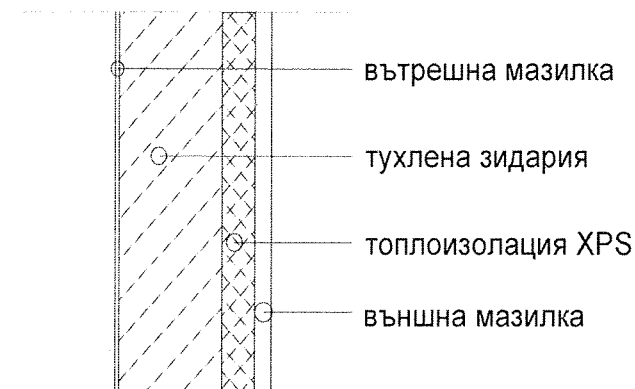 вътрешна мазилка
тухлена зидария
топлоизолация XPS
външна мазилка